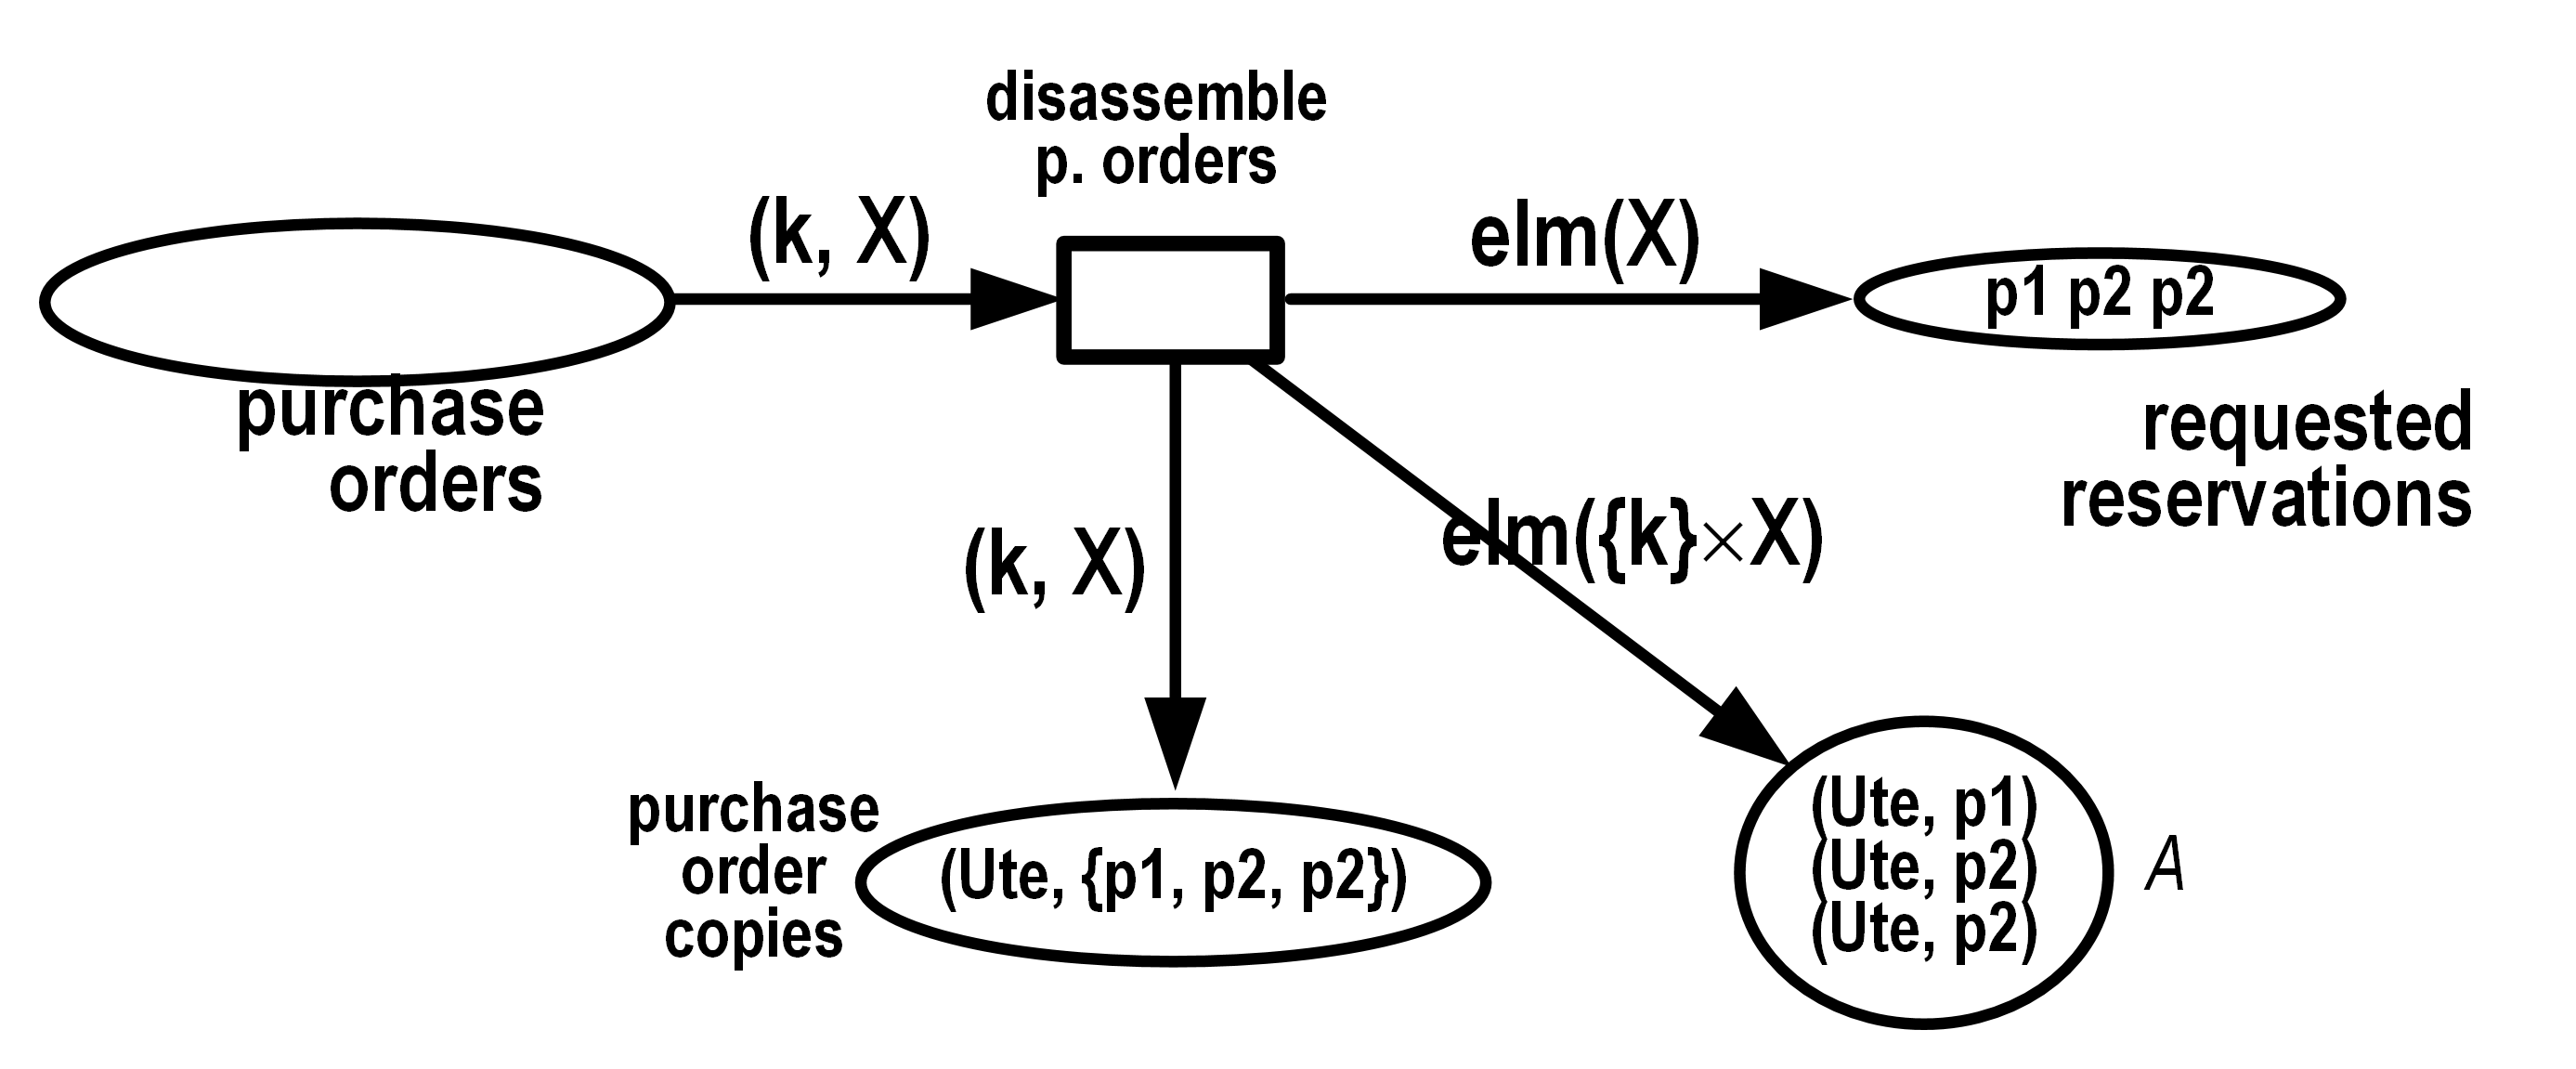 disassemble
p. orders
(k, X)
elm(X)
p1 p2 p2
purchase
orders
requested
reservations
(k, X)
elm({k}×X)
purchase
order
copies
(Ute, {p1, p2, p2})
(Ute, p1)
(Ute, p2)
(Ute, p2)
A